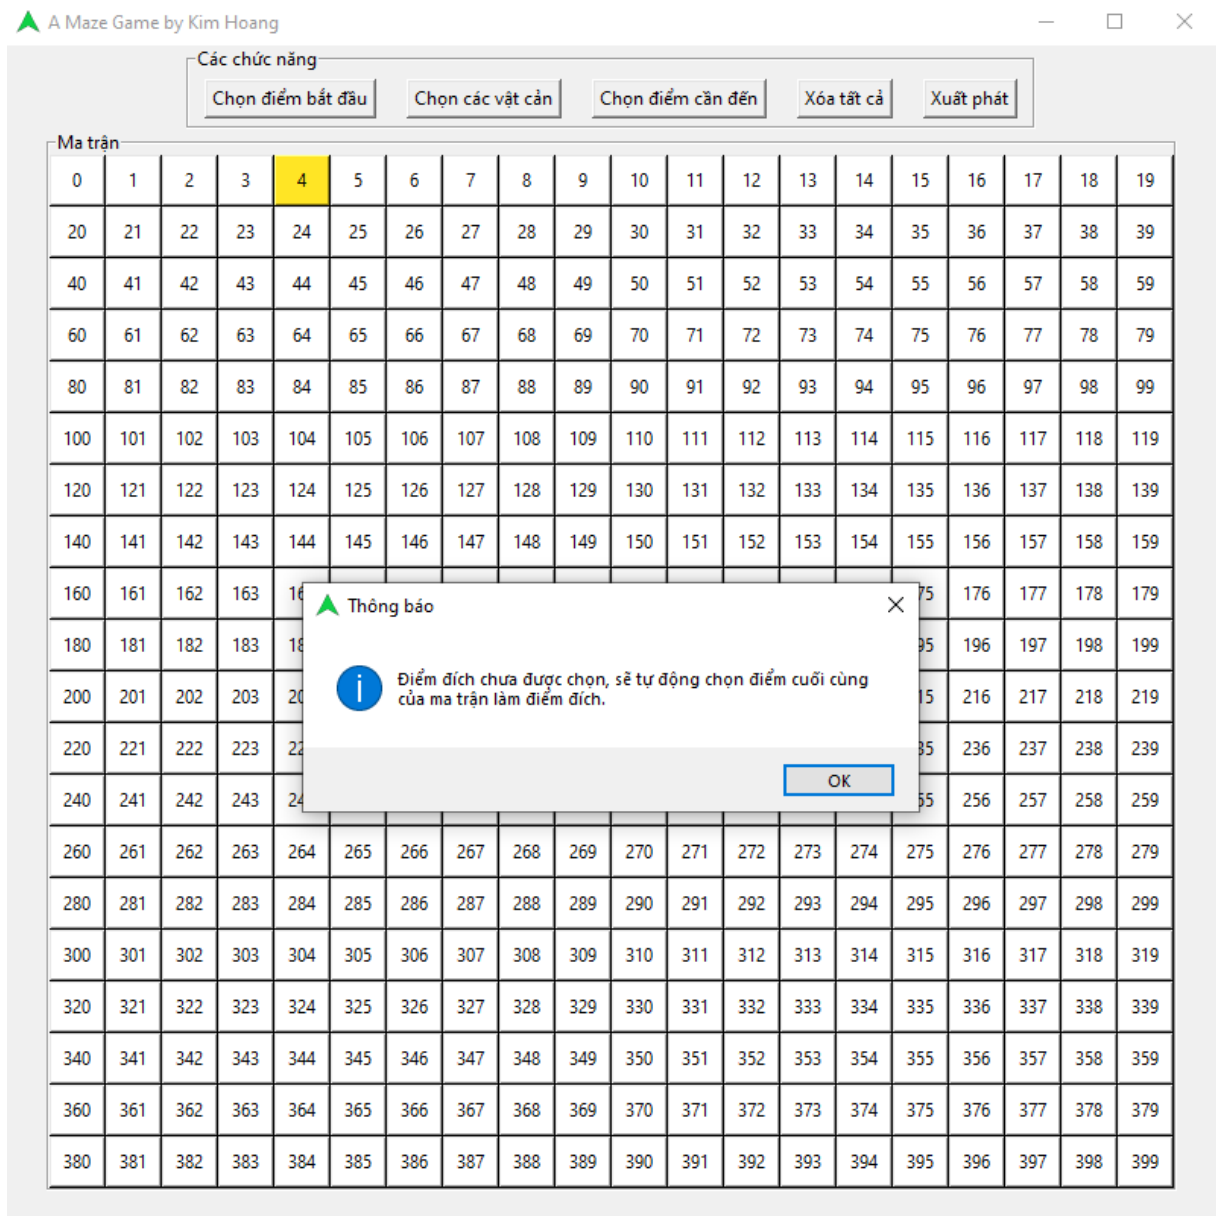 A Maze Game by Kim Hoang
Các chức năng
Chọn điểm bắt đầu Chọn các vật cản Chọn điểm cần đến Xóa tất cả Xuất phát
Ma trận
0 1 2 3 4 5 6 7 8 9 10 11 12 13 14 15 16 17 18 19
20 21 22 23 24 25 26 27 28 29 30 31 32 33 34 35 36 37 38 39
40 41 42 43 44 45 46 47 48 49 50 51 52 53 54 55 56 57 58 59
60 61 62 63 64 65 66 67 68 69 70 71 72 73 74 75 76 77 78 79
80 81 82 83 84 85 86 87 88 89 90 91 92 93 94 95 96 97 98 99
100 101 102 103 104 105 106 107 108 109 110 111 112 113 114 115 116 117 118 119
120 121 122 123 124 125 126 127 128 129 130 131 132 133 134 135 136 137 138 139
140 141 142 143 144 145 146 147 148 149 150 151 152 153 154 155 156 157 158 159
160 161 162 163 176 177 178 179
Thông báo
180 181 182 183 196 197 198 199
Điểm đích chưa được chọn, sẽ tự động chọn điểm cuối cùng
của ma trận làm điểm đích.
200 201 202 203 216 217 218 219
220 221 222 223 236 237 238 239
OK
240 241 242 243 256 257 258 259
260 261 262 263 264 265 266 267 268 269 270 271 272 273 274 275 276 277 278 279
280 281 282 283 284 285 286 287 288 289 290 291 292 293 294 295 296 297 298 299
300 301 302 303 304 305 306 307 308 309 310 311 312 313 314 315 316 317 318 319
320 321 322 323 324 325 326 327 328 329 330 331 332 333 334 335 336 337 338 339
340 341 342 343 344 345 346 347 348 349 350 351 352 353 354 355 356 357 358 359
360 361 362 363 364 365 366 367 368 369 370 371 372 373 374 375 376 377 378 379
380 381 382 383 384 385 386 387 388 389 390 391 392 393 394 395 396 397 398 399